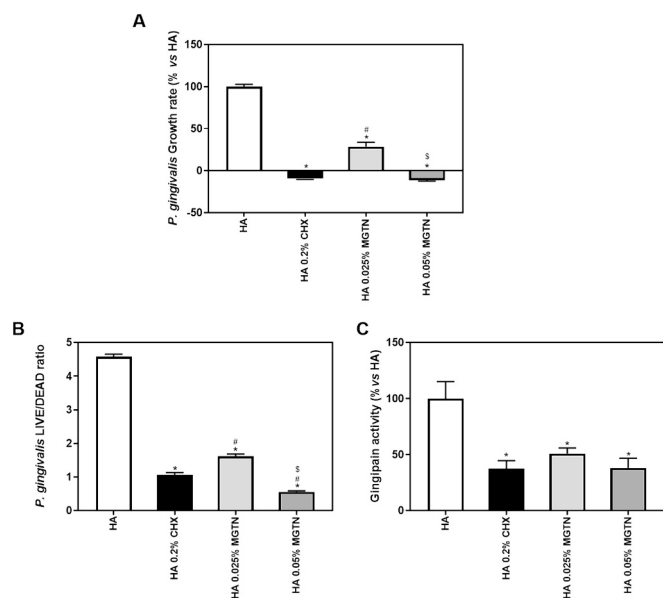 A
P. gingivalis Growth rate (% vs HA)
150
100
50
0
-50
*
#
*
$
*
HA
HA 0.2% CHX
HA 0.025% MGTN
HA 0.05% MGTN
B
P. gingivalis LIVE/DEAD ratio
5
4
3
2
1
0
*
#
*
$
#
*
HA
HA 0.2% CHX
HA 0.025% MGTN
HA 0.05% MGTN
C
Gingipain activity (% vs HA)
150
100
50
0
*
*
*
HA
HA 0.2% CHX
HA 0.025% MGTN
HA 0.05% MGTN